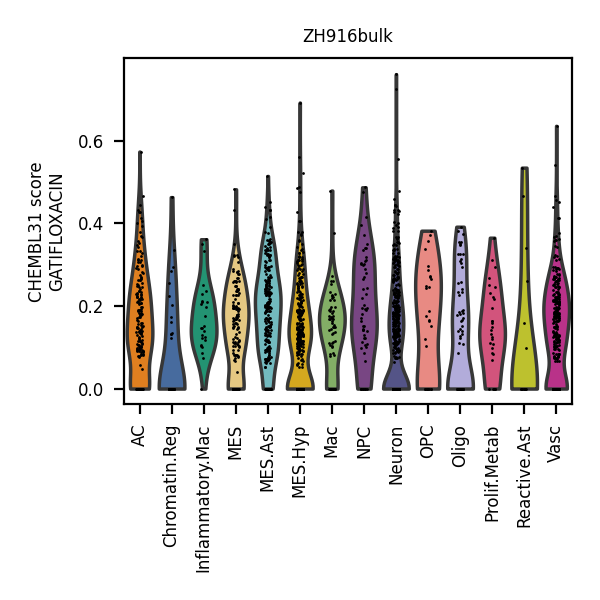 ZH916bulk
CHEMBL31 score
GATIFLOXACIN
0.6
0.4
0.2
0.0
AC
Chromatin.Reg
Inflammatory.Mac
MES
MES.Ast
MES.Hyp
Mac
NPC
Neuron
OPC
Oligo
Prolif.Metab
Reactive.Ast
Vasc